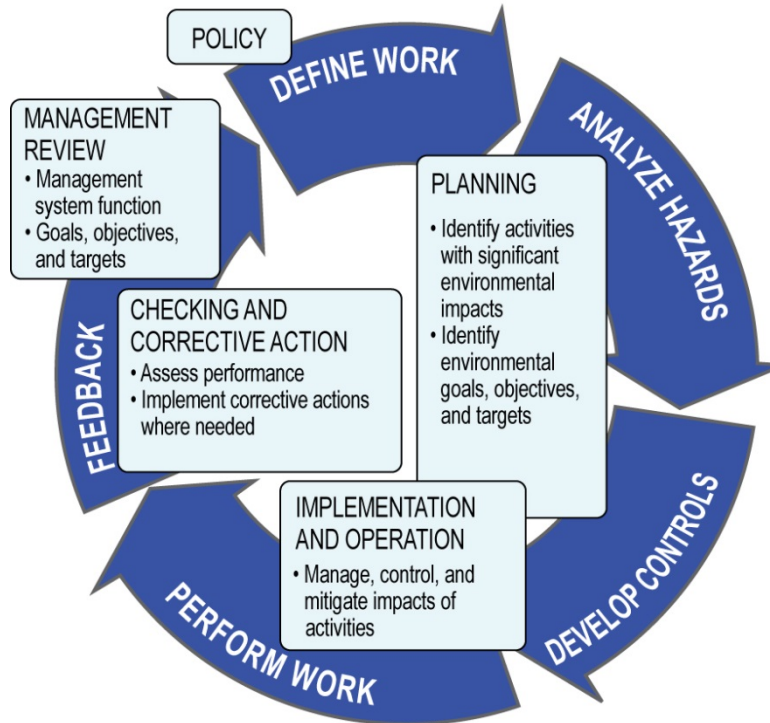 POLICY
DEFINE WORK
ANALYZE HAZARDS
MANAGEMENT
REVIEW
• Management
system function
• Goals, objectives,
and targets
PLANNING
• Identify activities
with significant
environmental
impacts
• Identify
environmental
goals, objectives,
and targets
CHECKING AND
CORRECTIVE ACTION
• Assess performance
• Implement corrective actions
where needed
FEEDBACK
IMPLEMENTATION
AND OPERATION
• Manage, control, and
mitigate impacts of
activities
DEVELOP CONTROLS
PERFORM WORK